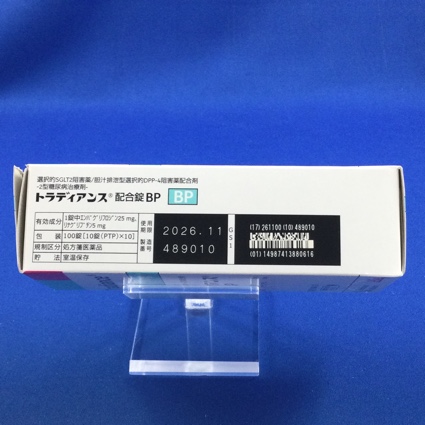 選択的SGLT2阻害薬/胆汁排泄型選択的DPP-4阻害薬配合剤
-2型糖尿病治療剤-
トラディアンス® 配合錠 BP BP
有効成分 1錠中エンパグリフロジン25 mg,
リナグリプチン5 mg
包装 100錠[10錠(PTP)×10]
規制区分 処方箋医薬品
貯法 室温保存
使用期限 2026.11
製造番号 489010
GS1
(17) 261100 (10) 489010
(01) 14987413880616